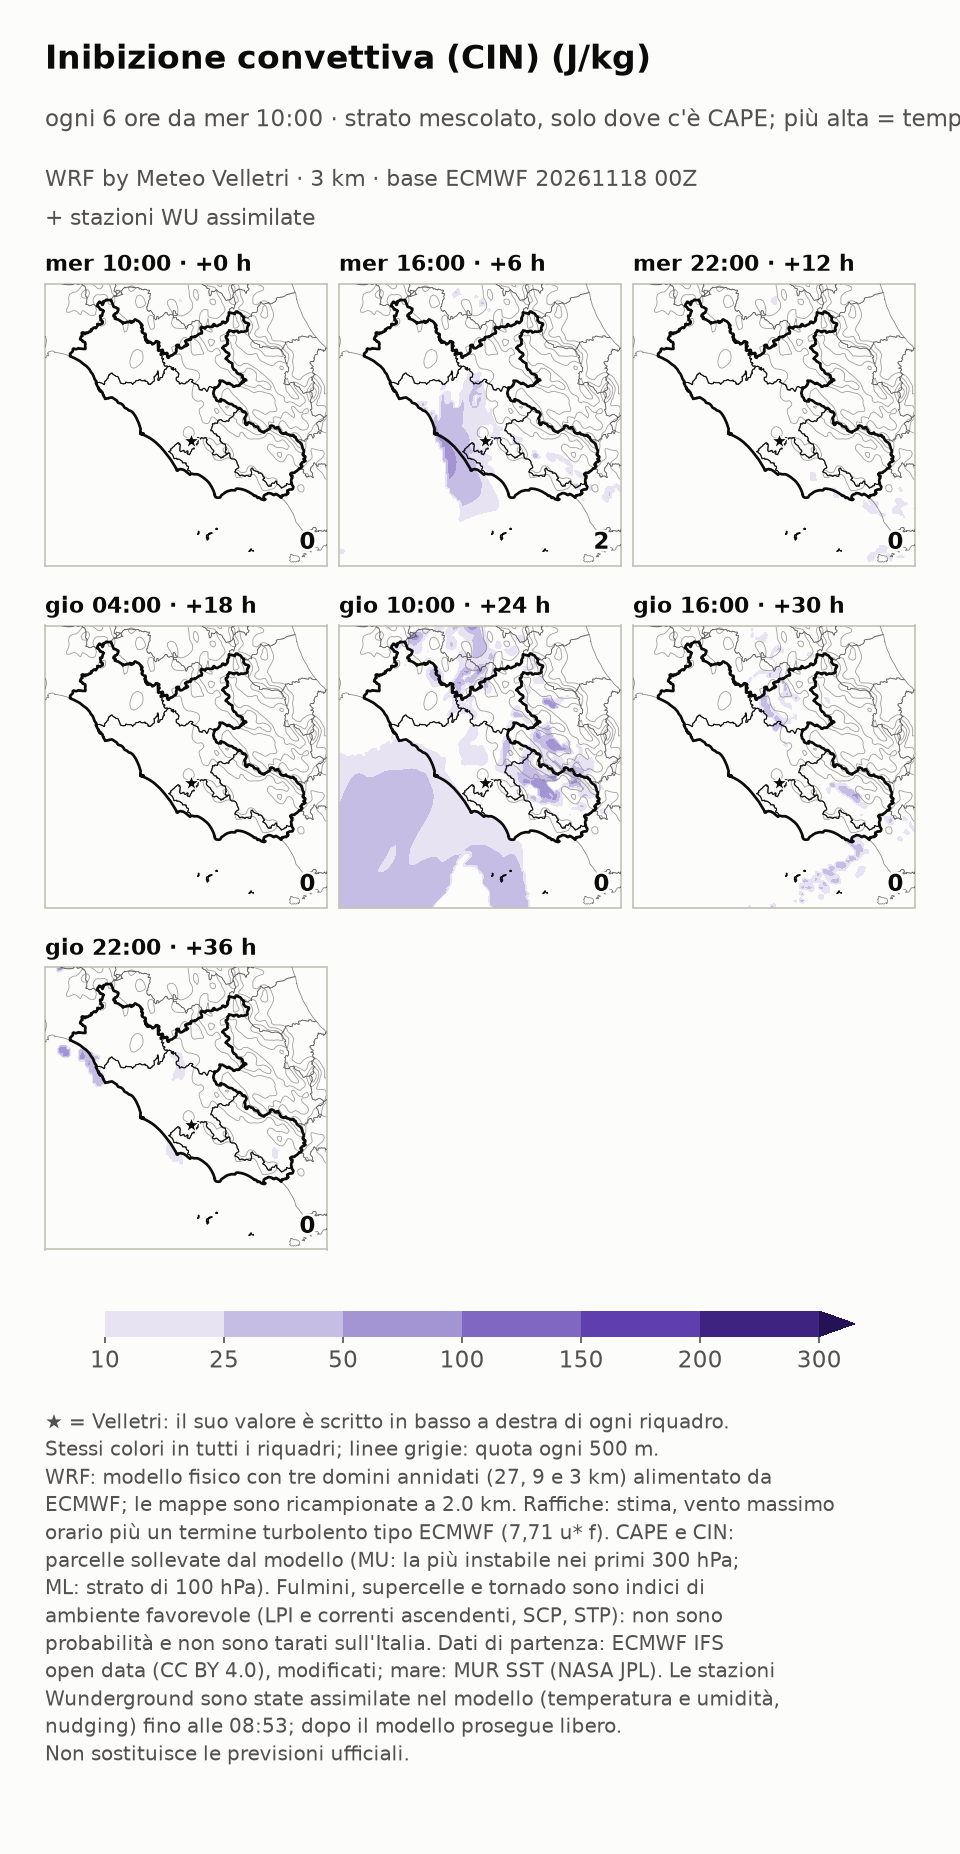 Inibizione convettiva (CIN) (J/kg)
ogni 6 ore da mer 10:00 · strato mescolato, solo dove c'è CAPE; più alta = temp
WRF by Meteo Velletri · 3 km · base ECMWF 20261118 00Z
+ stazioni WU assimilate
mer 10:00 · +0 h
mer 16:00 · +6 h
mer 22:00 · +12 h
0
2
0
gio 04:00 · +18 h
gio 10:00 · +24 h
gio 16:00 · +30 h
0
0
0
gio 22:00 · +36 h
0
10 25 50 100 150 200 300
★ = Velletri: il suo valore è scritto in basso a destra di ogni riquadro.
Stessi colori in tutti i riquadri; linee grigie: quota ogni 500 m.
WRF: modello fisico con tre domini annidati (27, 9 e 3 km) alimentato da
ECMWF; le mappe sono ricampionate a 2.0 km. Raffiche: stima, vento massimo
orario più un termine turbolento tipo ECMWF (7,71 u* f). CAPE e CIN:
parcelle sollevate dal modello (MU: la più instabile nei primi 300 hPa;
ML: strato di 100 hPa). Fulmini, supercelle e tornado sono indici di
ambiente favorevole (LPI e correnti ascendenti, SCP, STP): non sono
probabilità e non sono tarati sull'Italia. Dati di partenza: ECMWF IFS
open data (CC BY 4.0), modificati; mare: MUR SST (NASA JPL). Le stazioni
Wunderground sono state assimilate nel modello (temperatura e umidità,
nudging) fino alle 08:53; dopo il modello prosegue libero.
Non sostituisce le previsioni ufficiali.